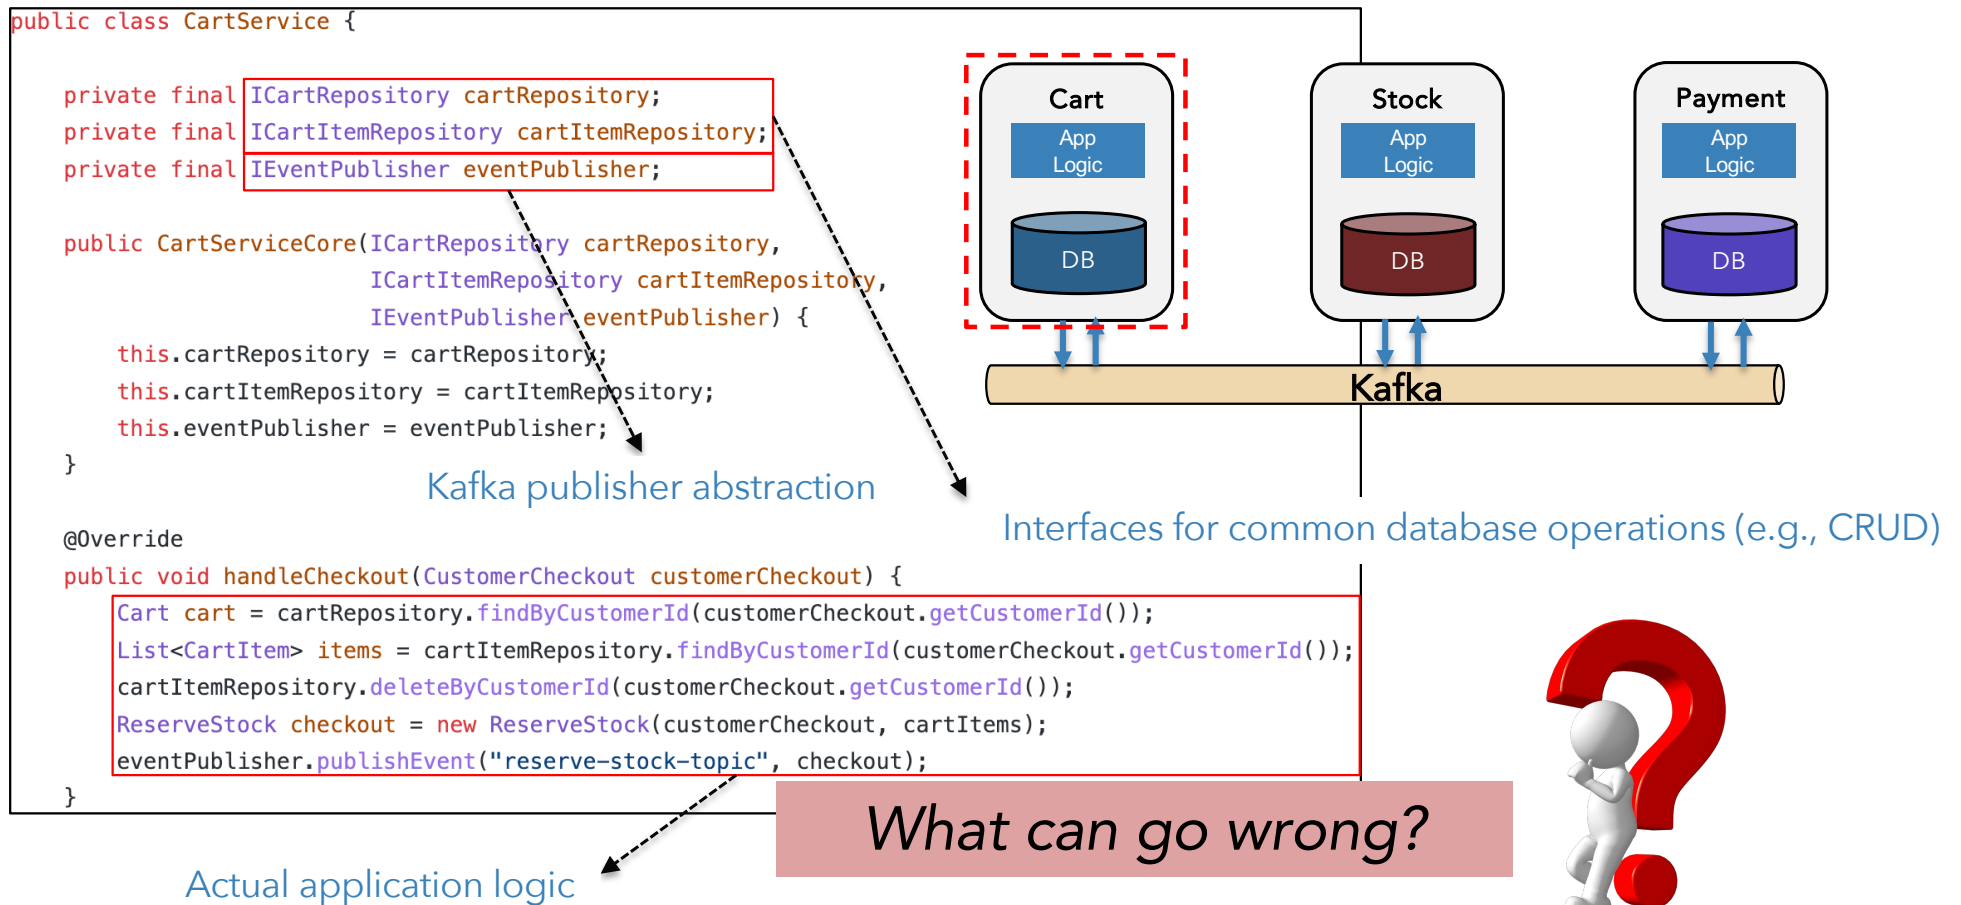 public class CartService {
private final ICartRepository cartRepository;
private final ICartItemRepository cartItemRepository;
private final IEventPublisher eventPublisher;
public CartServiceCore(ICartRepository cartRepository,
ICartItemRepository cartItemRepository,
IEventPublisher eventPublisher) {
this.cartRepository = cartRepository;
this.cartItemRepository = cartItemRepository;
this.eventPublisher = eventPublisher;
}
Kafka publisher abstraction
@Override
public void handleCheckout(CustomerCheckout customerCheckout) {
Cart cart = cartRepository.findByCustomerId(customerCheckout.getCustomerId());
List<CartItem> items = cartItemRepository.findByCustomerId(customerCheckout.getCustomerId());
cartItemRepository.deleteByCustomerId(customerCheckout.getCustomerId());
ReserveStock checkout = new ReserveStock(customerCheckout, cartItems);
eventPublisher.publishEvent("reserve-stock-topic", checkout);
}
Actual application logic
Cart
App
Logic
DB
Stock
App
Logic
DB
Payment
App
Logic
DB
Kafka
Interfaces for common database operations (e.g., CRUD)
What can go wrong?